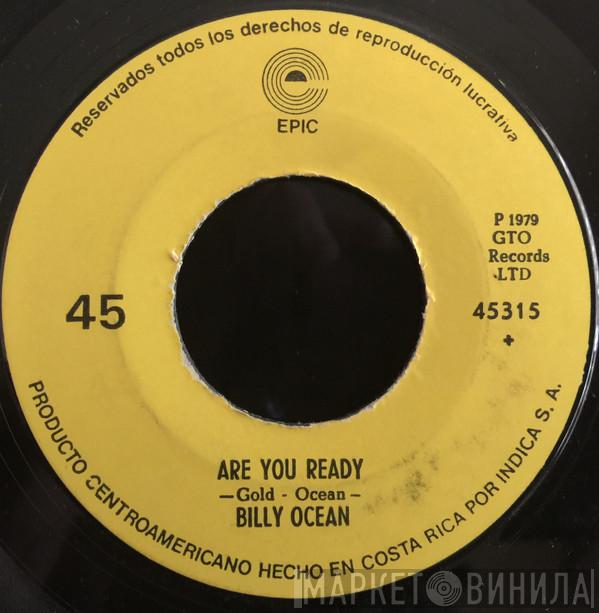 Reservados todos los derechos de reproducción lucrativa
EPIC
P 1979
GTO
Records
LTD
45
45315
+
ARE YOU READY
—Gold - Ocean—
BILLY OCEAN
PRODUCTO CENTROAMERICANO HECHO EN COSTA RICA POR INDICA S. A.
МАРКЕТ ВИНИЛА